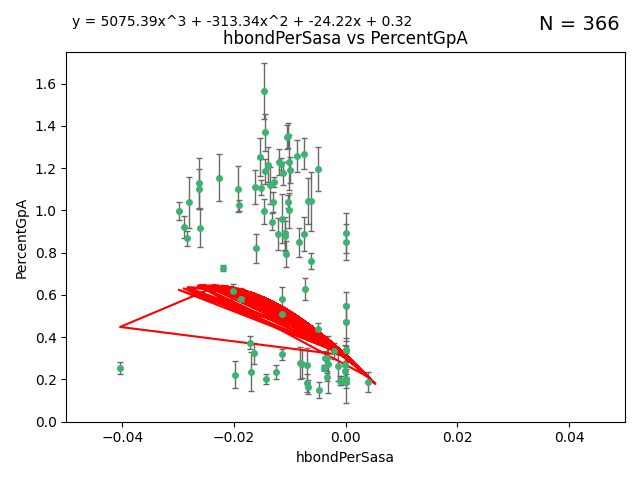 y = 5075.39x^3 + -313.34x^2 + -24.22x + 0.32
N = 366
hbondPerSasa vs PercentGpA
PercentGpA
1.6
1.4
1.2
1.0
0.8
0.6
0.4
0.2
0.0
−0.04 −0.02 0.00 0.02 0.04
hbondPerSasa